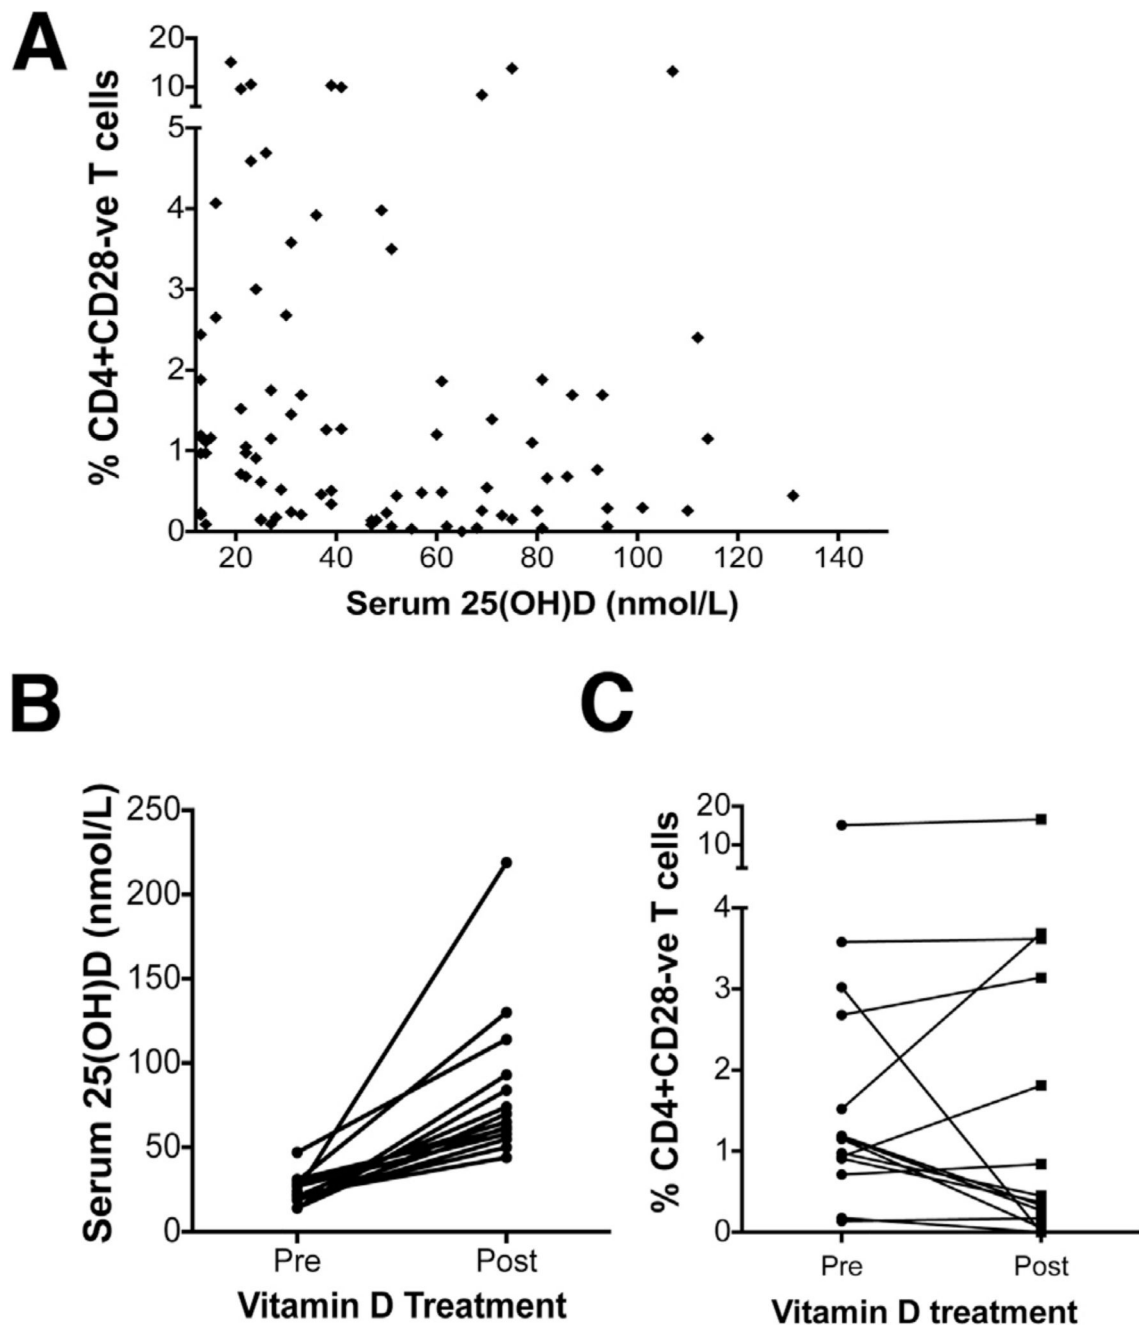 A
20
10
5
4
3
2
1
0
% CD4+CD28-ve T cells
20 40 60 80 100 120 140
Serum 25(OH)D (nmol/L)
B
250
200
150
100
50
0
Serum 25(OH)D (nmol/L)
Pre Post
Vitamin D Treatment
C
20
10
4
3
2
1
0
% CD4+CD28-ve T cells
Pre Post
Vitamin D treatment